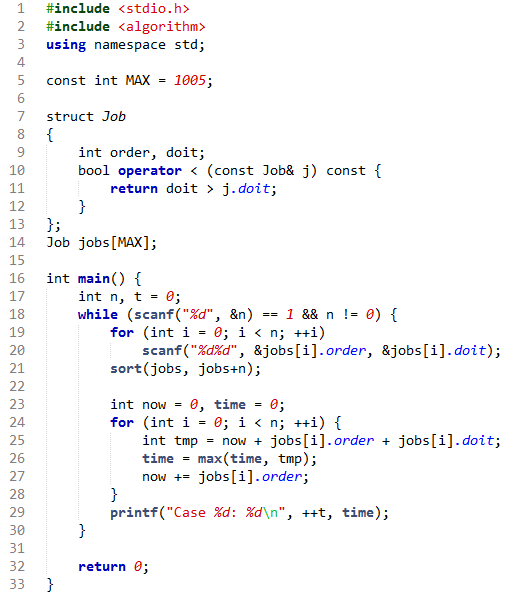 1 #include <stdio.h>
2 #include <algorithm>
3 using namespace std;
4
5 const int MAX = 1005;
6
7 struct Job
8 {
9     int order, doit;
10     bool operator < (const Job& j) const {
11         return doit > j.doit;
12     }
13 };
14 Job jobs[MAX];
15
16 int main() {
17     int n, t = 0;
18     while (scanf("%d", &n) == 1 && n != 0) {
19         for (int i = 0; i < n; ++i)
20             scanf("%d%d", &jobs[i].order, &jobs[i].doit);
21         sort(jobs, jobs+n);
22
23         int now = 0, time = 0;
24         for (int i = 0; i < n; ++i) {
25             int tmp = now + jobs[i].order + jobs[i].doit;
26             time = max(time, tmp);
27             now += jobs[i].order;
28         }
29         printf("Case %d: %d\n", ++t, time);
30     }
31
32     return 0;
33 }